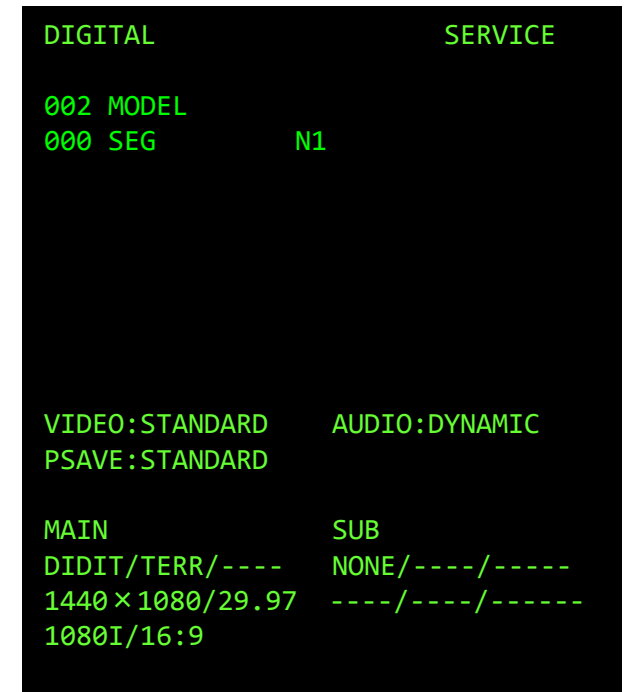 DIGITAL SERVICE
002 MODEL
000 SEG N1
VIDEO:STANDARD AUDIO:DYNAMIC
PSAVE:STANDARD
MAIN SUB
DIDIT/TERR/---- NONE/----/-----
1440×1080/29.97 ----/----/------
1080I/16:9